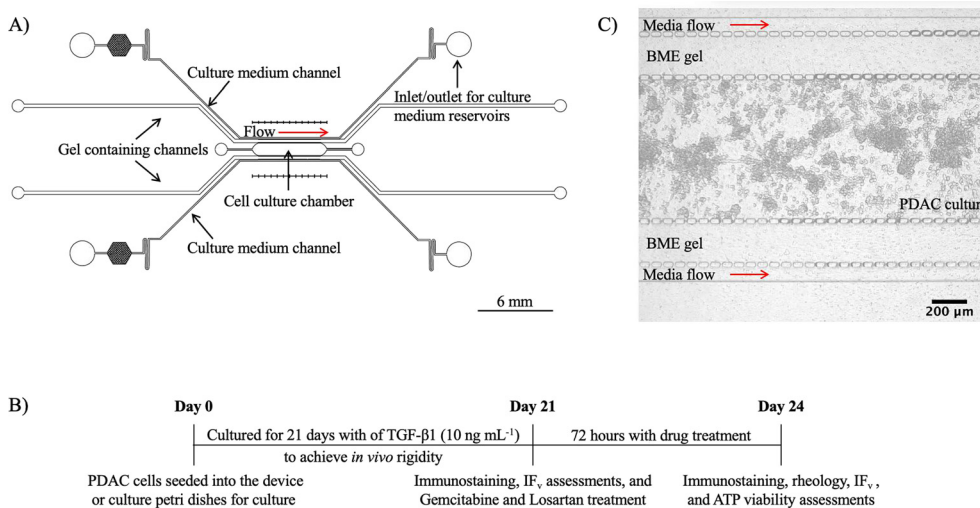 A)
Culture medium channel
Inlet/outlet for culture
medium reservoirs
Flow
Gel containing channels
Cell culture chamber
Culture medium channel
6 mm
C)
Media flow
BME gel
PDAC cultur
BME gel
Media flow
200 µm
B)
Day 0
Day 21
Day 24
Cultured for 21 days with of TGF-β1 (10 ng mL-1)
to achieve in vivo rigidity
72 hours with drug treatment
PDAC cells seeded into the device
or culture petri dishes for culture
Immunostaining, IFv assessments, and
Gemcitabine and Losartan treatment
Immunostaining, rheology, IFv ,
and ATP viability assessments